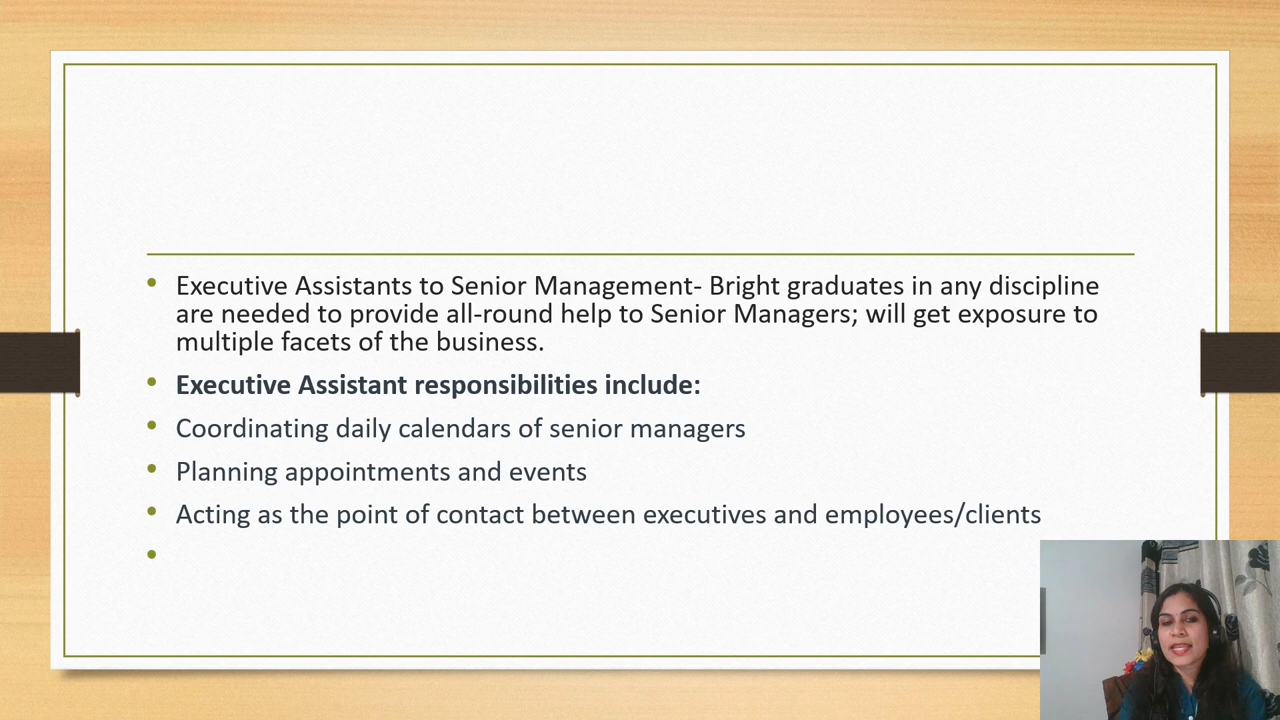 Executive Assistants to Senior Management- Bright graduates in any discipline
are needed to provide all-round help to Senior Managers; will get exposure to
multiple facets of the business.
Executive Assistant responsibilities include:
Coordinating daily calendars of senior managers
Planning appointments and events
Acting as the point of contact between executives and employees/clients